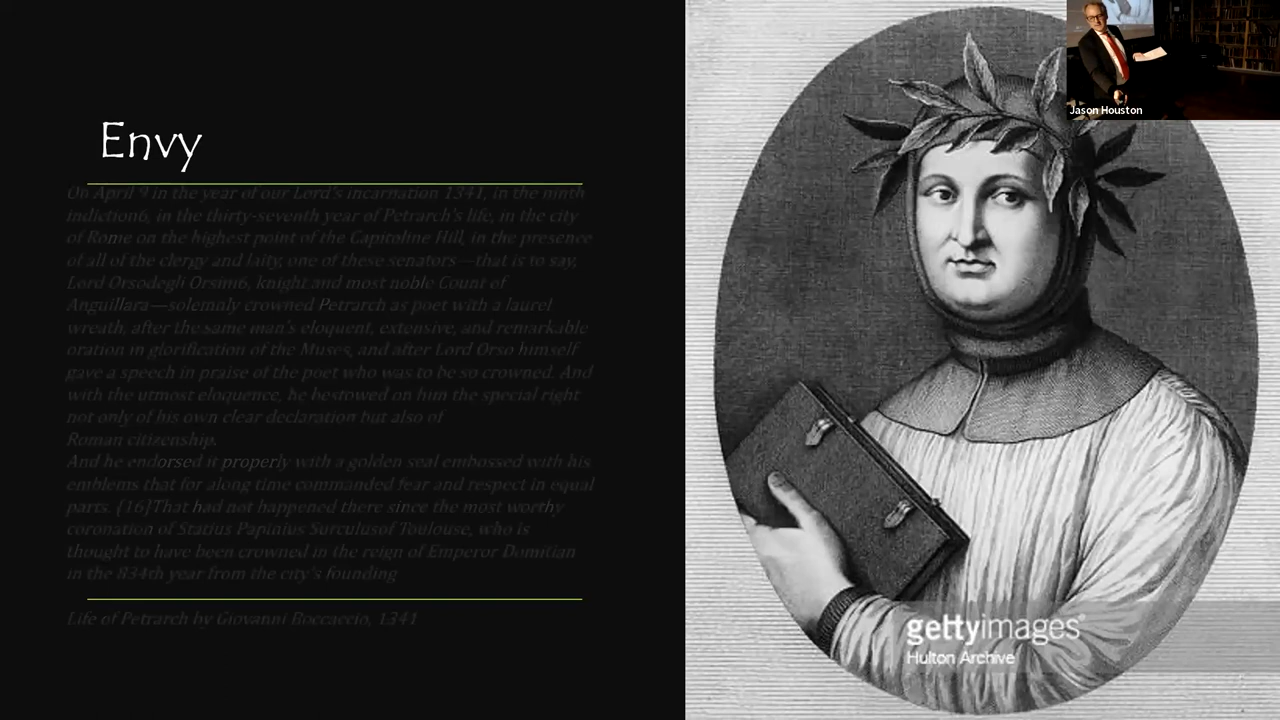 Envy
On April 9 in the year of our Lord's incarnation 1341, in the ninth
indiction6, in the thirty-seventh year of Petrarch's life, in the city
of Rome on the highest point of the Capitoline Hill, in the presence
of all of the clergy and laity, one of these senators—that is to say,
Lord Orsodegli Orsini6, knight and most noble Count of
Anguillara—solemnly crowned Petrarch as poet with a laurel
wreath, after the same man's eloquent, extensive, and remarkable
oration in glorification of the Muses, and after Lord Orso himself
gave a speech in praise of the poet who was to be so crowned. And
with the utmost eloquence, he bestowed on him the special right
not only of his own clear declaration but also of
Roman citizenship.
And he endorsed it properly with a golden seal embossed with his
emblems that for along time commanded fear and respect in equal
parts. [16]That had not happened there since the most worthy
coronation of Statius Papinius Surculusof Toulouse, who is
thought to have been crowned in the reign of Emperor Domitian
in the 834th year from the city's founding
Life of Petrarch by Giovanni Boccaccio, 1341
Jason Houston
gettyimages®
Hulton Archive